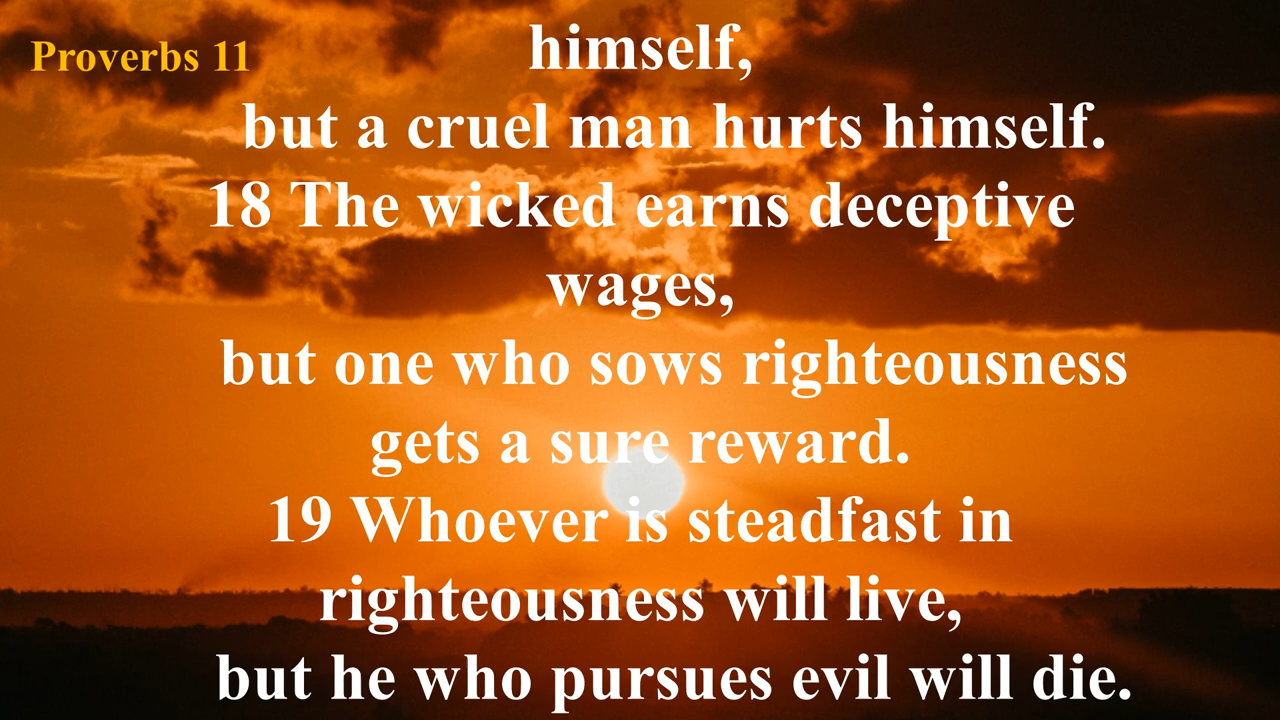 Proverbs 11
himself,
but a cruel man hurts himself.
18 The wicked earns deceptive
wages,
but one who sows righteousness
gets a sure reward.
19 Whoever is steadfast in
righteousness will live,
but he who pursues evil will die.